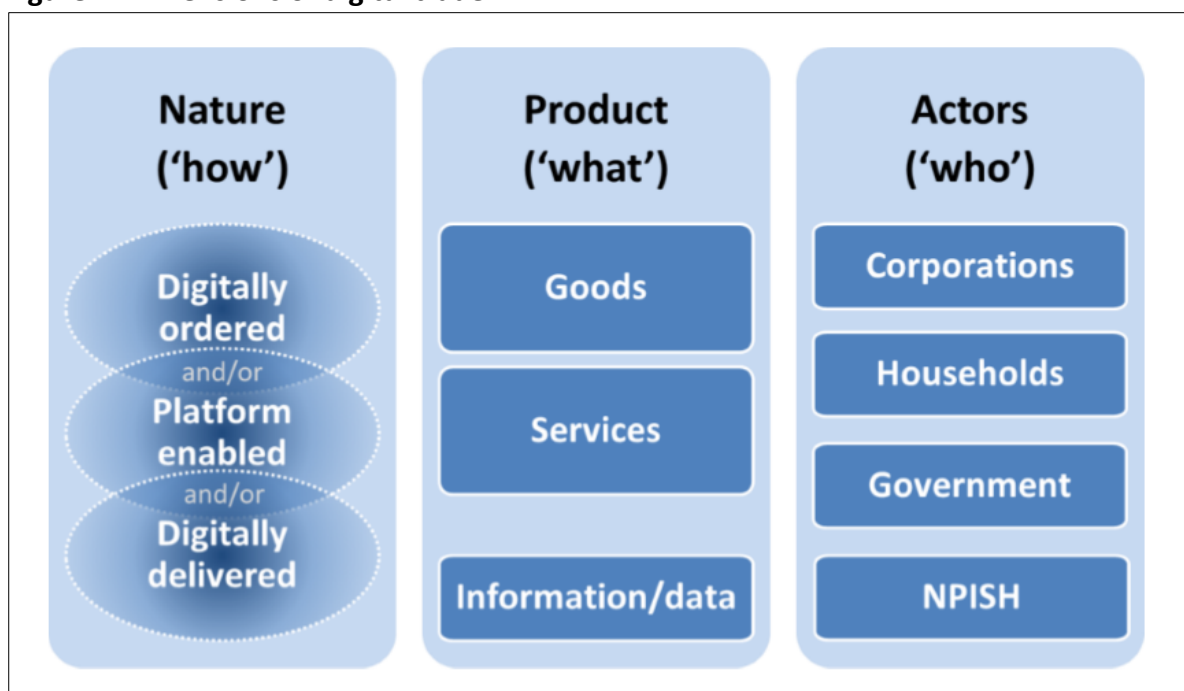 Nature
(‘how’)
Digitally
ordered
and/or
Platform
enabled
and/or
Digitally
delivered
Product
(‘what’)
Goods
Services
Information/data
Actors
(‘who’)
Corporations
Households
Government
NPISH